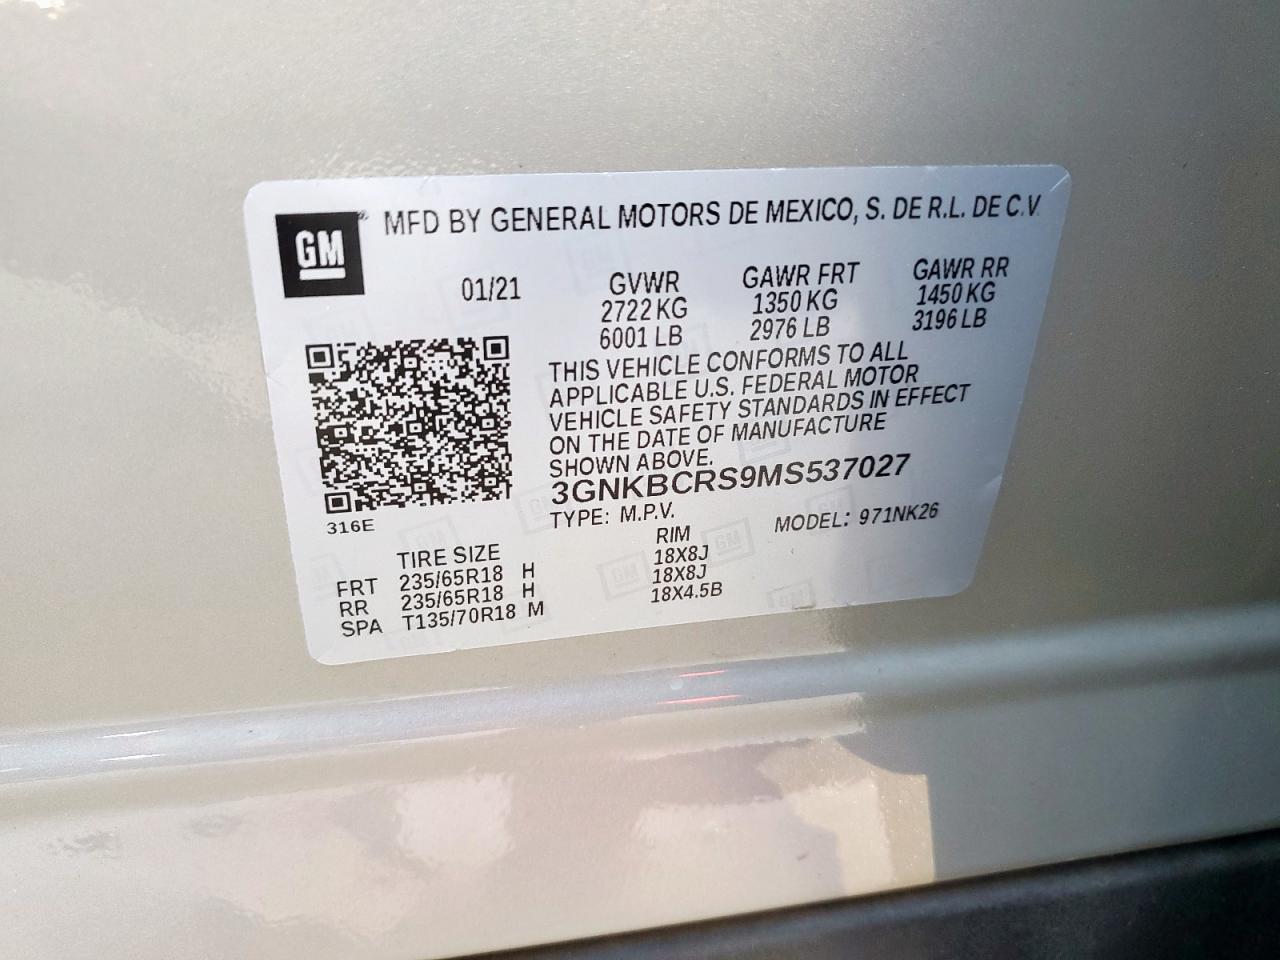 GM
MFD BY GENERAL MOTORS DE MEXICO, S. DE R.L. DE C.V.
01/21
GVWR GAWR FRT GAWR RR
2722 KG 1350 KG 1450 KG
6001 LB 2976 LB 3196 LB
THIS VEHICLE CONFORMS TO ALL
APPLICABLE U.S. FEDERAL MOTOR
VEHICLE SAFETY STANDARDS IN EFFECT
ON THE DATE OF MANUFACTURE
SHOWN ABOVE.
3GNKBCRS9MS537027
TYPE: M.P.V. MODEL: 971NK26
316E
TIRE SIZE RIM
FRT 235/65R18 H 18X8J
RR 235/65R18 H 18X8J
SPA T135/70R18 M 18X4.5B